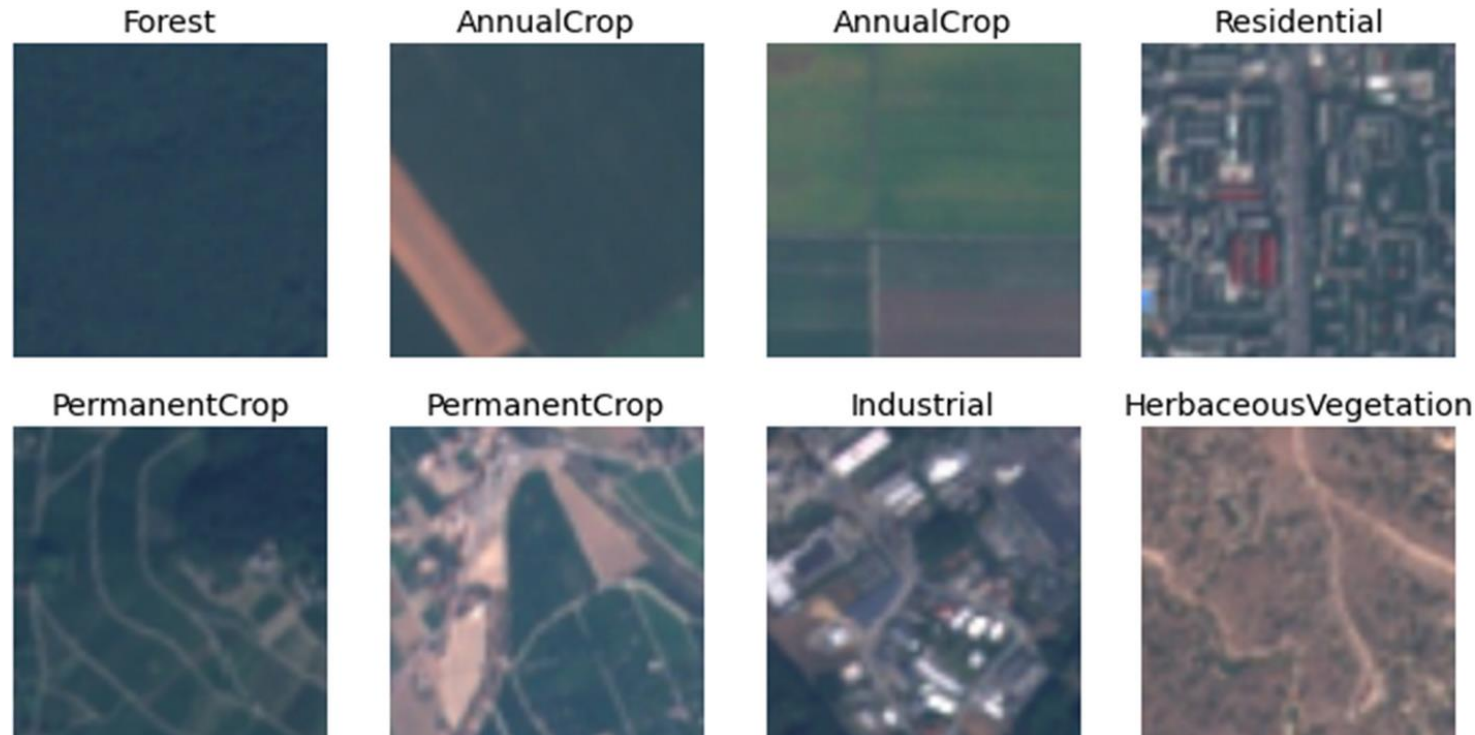 Forest
AnnualCrop
AnnualCrop
Residential
PermanentCrop
PermanentCrop
Industrial
HerbaceousVegetation